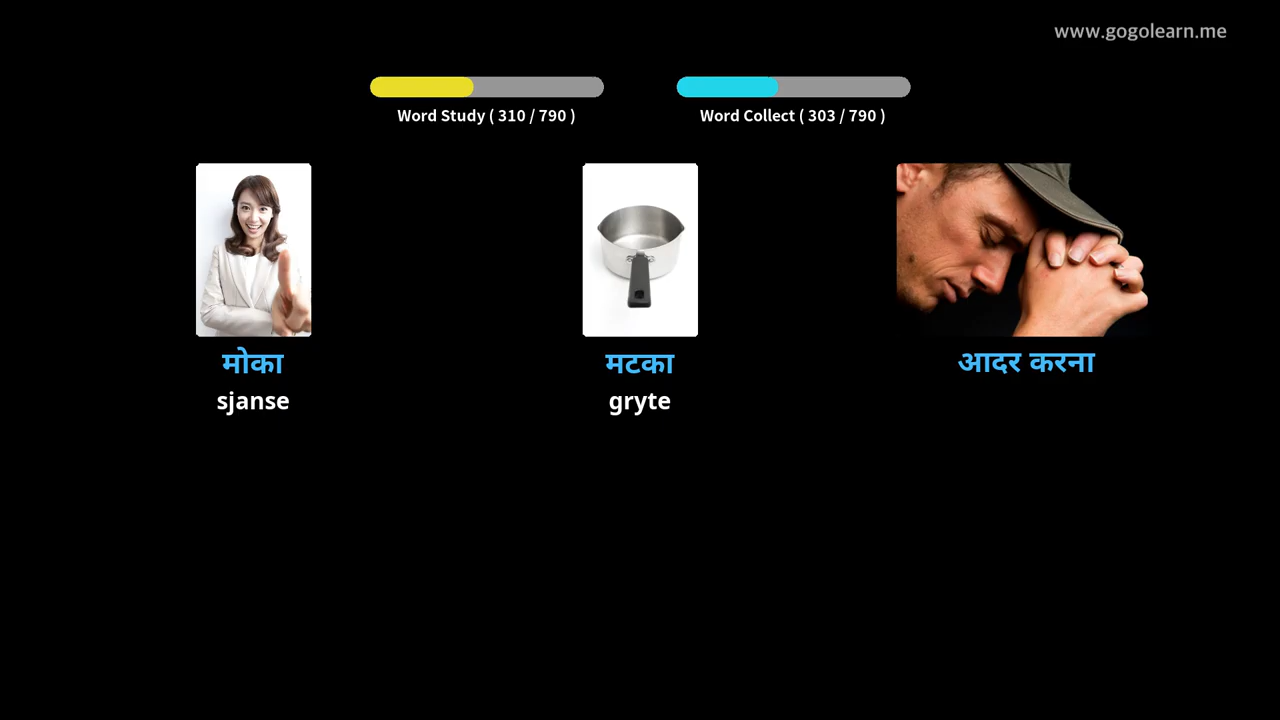 www.gogolearn.me
Word Study ( 310 / 790 )
Word Collect ( 303 / 790 )
मोका
मटका
आदर करना
sjanse
gryte